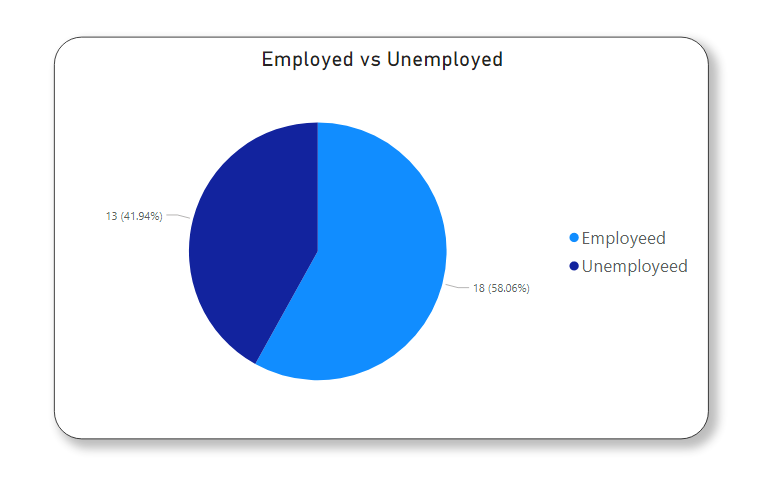 Employed vs Unemployed
13 (41.94%)
Employeed
Unemployeed
18 (58.06%)